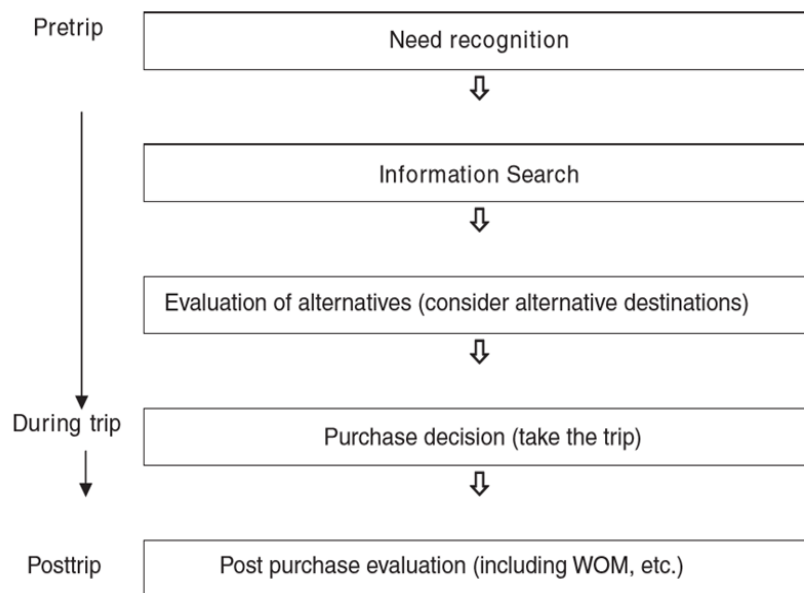 Pretrip
Need recognition
Information Search
Evaluation of alternatives (consider alternative destinations)
During trip
Purchase decision (take the trip)
Posttrip
Post purchase evaluation (including WOM, etc.)